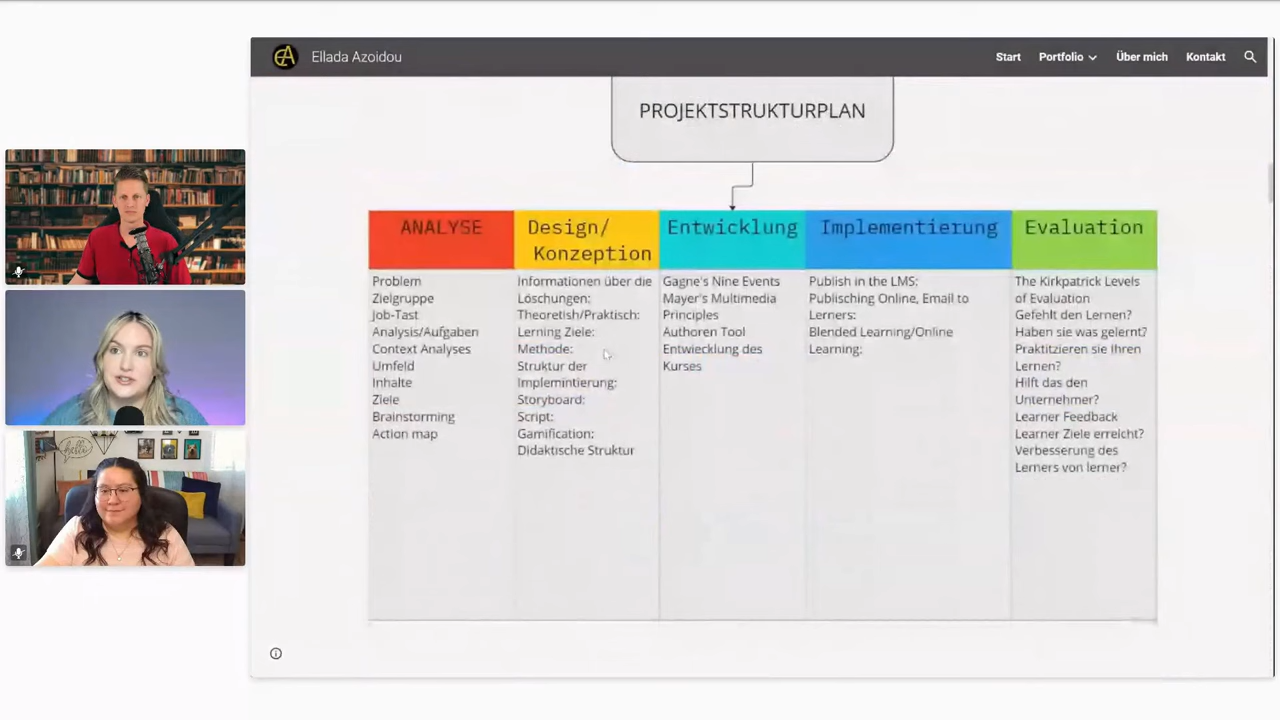 EA
Ellada Azoidou
Start
Portfolio
Über mich
Kontakt
PROJEKTSTRUKTURPLAN
ANALYSE
Problem
Zielgruppe
Job-Tast
Analysis/Aufgaben
Context Analyses
Umfeld
Inhalte
Ziele
Brainstorming
Action map
Design/
Konzeption
Informationen über die
Löschungen:
Theoretish/Praktisch:
Lerning Ziele:
Methode:
Struktur der
Implemintierung:
Storyboard:
Script:
Gamification:
Didaktische Struktur
Entwicklung
Gagne's Nine Events
Mayer's Multimedia
Principles
Authoren Tool
Entwicklung des
Kurses
Implementierung
Publish in the LMS:
Publisching Online, Email to
Lerners:
Blended Learning/Online
Learning:
Evaluation
The Kirkpatrick Levels
of Evaluation
Gefehlt den Lernen?
Haben sie was gelernt?
Praktitzieren sie Ihren
Lernen?
Hilft das den
Unternehmer?
Learner Feedback
Learner Ziele erreicht?
Verbesserung des
Lerners von lerner?
hello